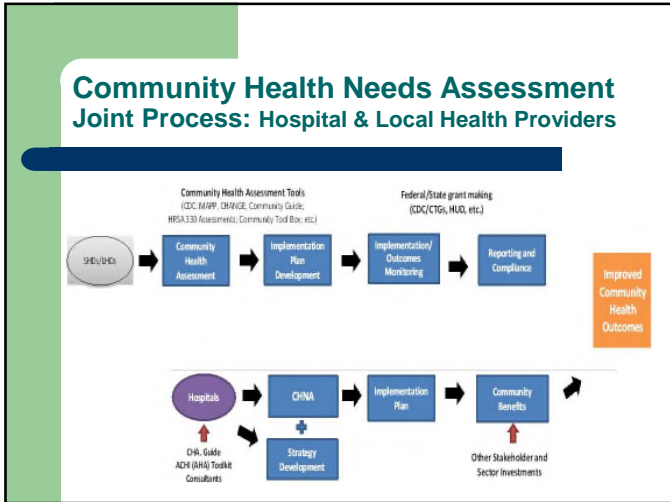 Community Health Needs Assessment
Joint Process: Hospital & Local Health Providers
Community Health Assessment Tools
(CDC: MAPP, CHANGE, Community Guide;
HRSA 330 Assessments; Community Tool Box; etc.)
Federal/State grant making
(CDC/CTGs, HUD, etc.)
SHDs/LHDs
Community
Health
Assessment
Implementation
Plan
Development
Implementation/
Outcomes
Monitoring
Reporting and
Compliance
Improved
Community
Health
Outcomes
Hospitals
CHNA
Implementation
Plan
Community
Benefits
Strategy
Development
CHA, Guide
ACHI (AHA) Toolkit
Consultants
Other Stakeholder and
Sector Investments